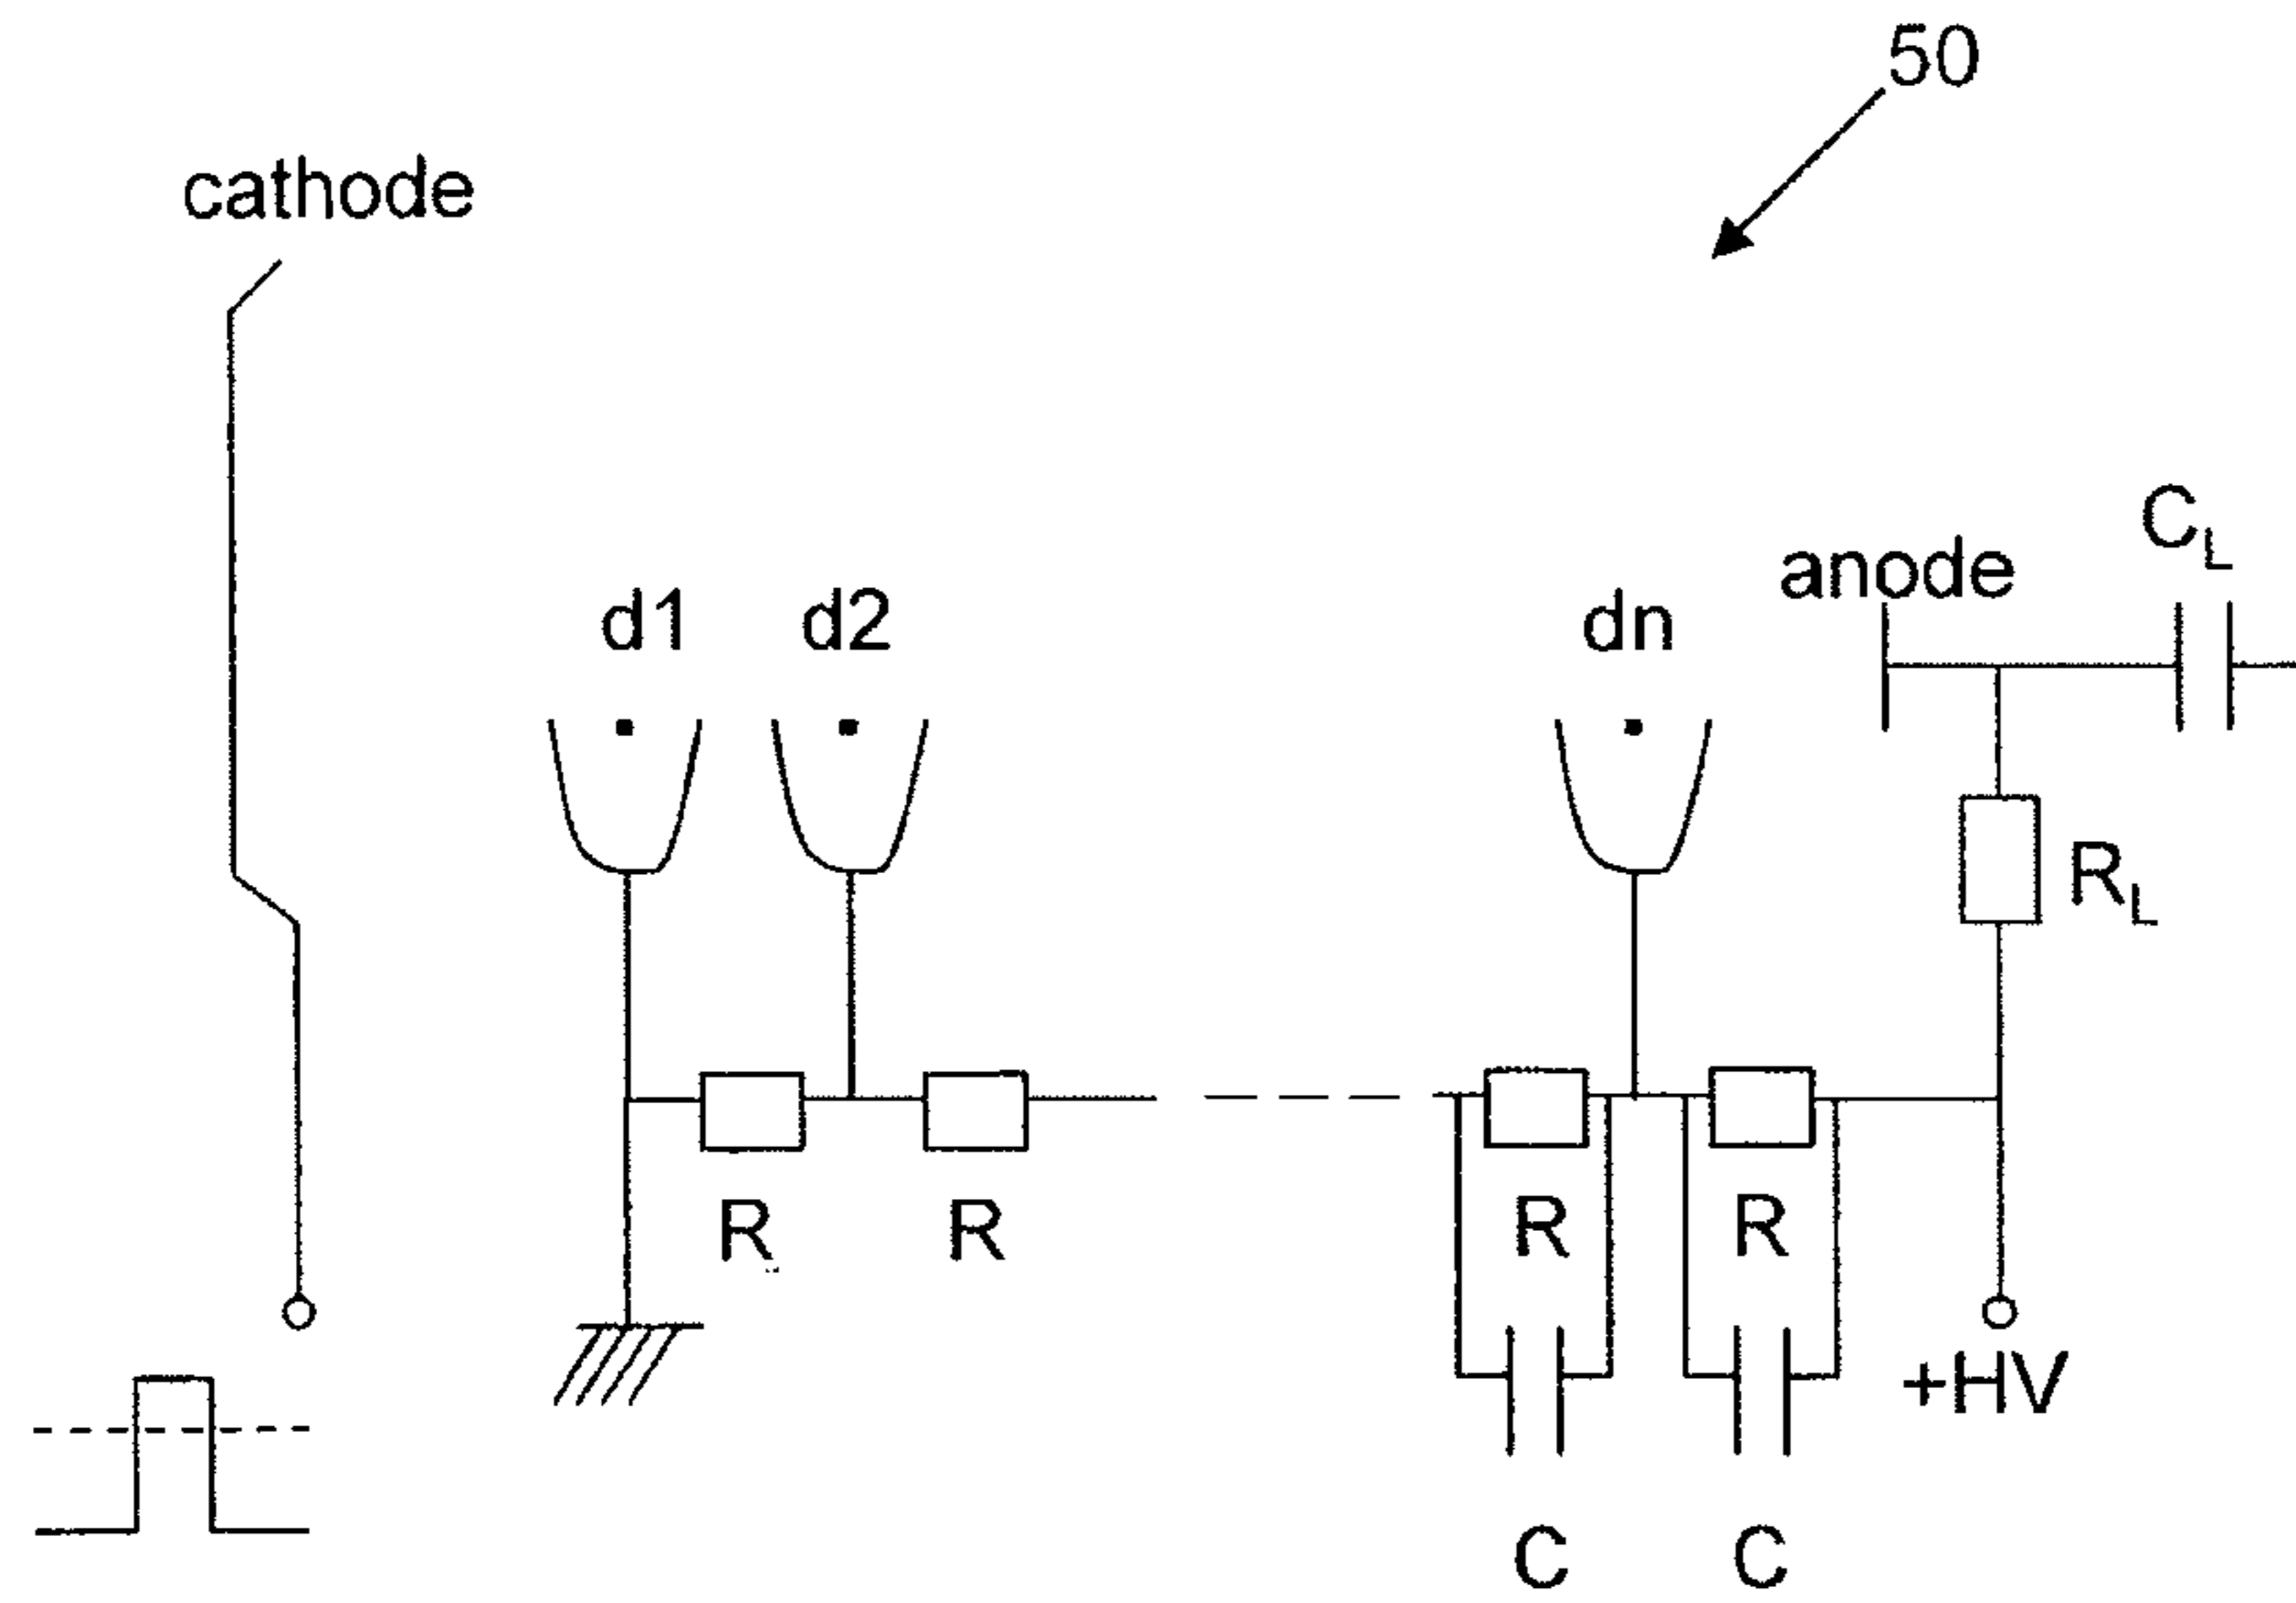 50
cathode
C_L
anode
d1 d2 dn
R_L
R R R R
+HV
C C